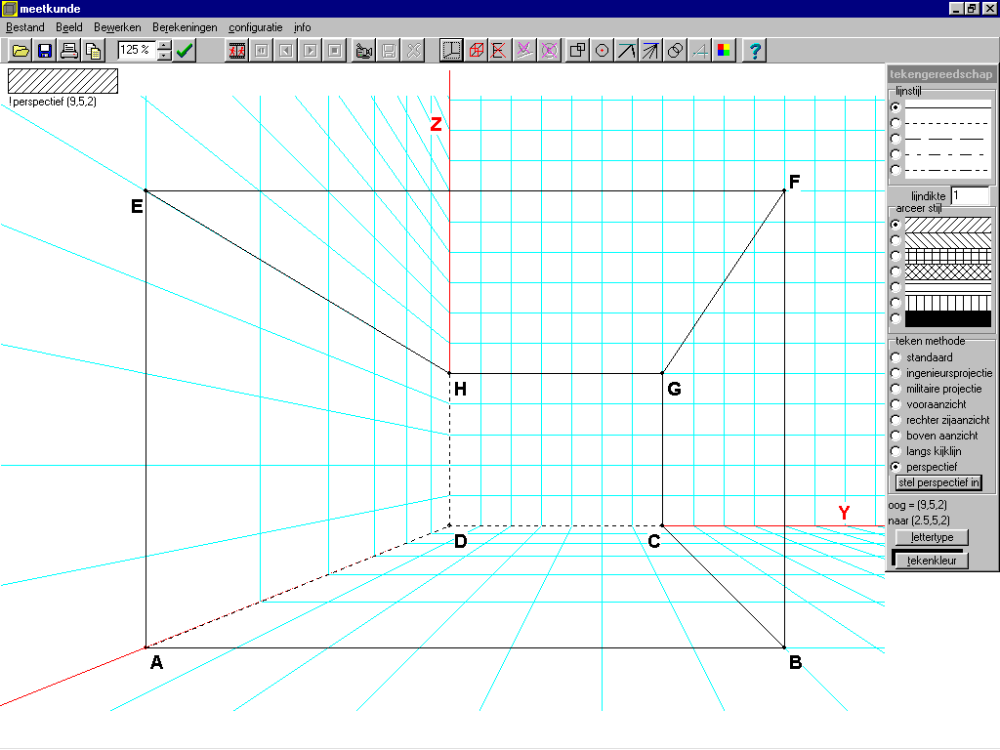 meetkunde
Bestand Beeld Bewerken Berekeningen configuratie info
125 %
!perspectief (9,5,2)
Z
E
F
H
G
Y
D
C
A
B
tekengereedschap
lijnstijl
lijndikte 1
arceer stijl
teken methode
standaard
ingenieursprojectie
militaire projectie
vooraanzicht
rechter zijaanzicht
boven aanzicht
langs kijklijn
perspectief
stel perspectief in
oog = (9,5,2)
naar (2.5,5,2)
lettertype
tekenkleur